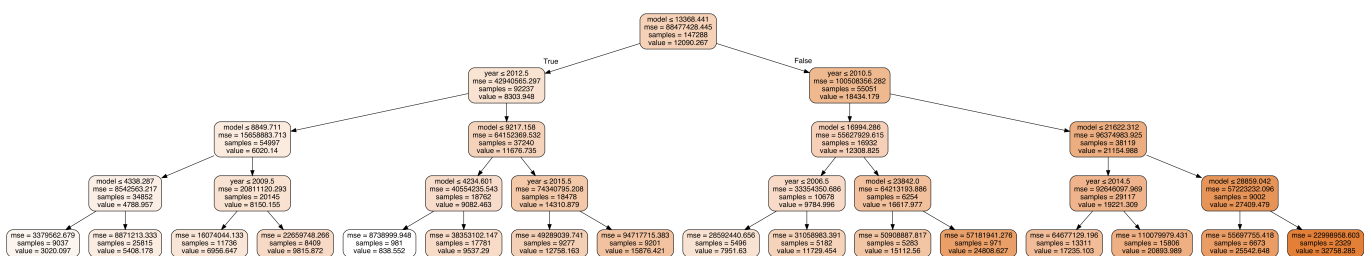 model ≤ 13368.441
mse = 88477428.445
samples = 147288
value = 12090.267
True
False
year ≤ 2012.5
mse = 42940565.297
samples = 92237
value = 8303.948
year ≤ 2010.5
mse = 100508356.282
samples = 55051
value = 18434.179
model ≤ 8849.711
mse = 15658883.713
samples = 54997
value = 6020.14
model ≤ 9217.158
mse = 64152369.532
samples = 37240
value = 11676.735
model ≤ 16994.286
mse = 55627929.615
samples = 16932
value = 12308.825
model ≤ 21622.312
mse = 96374983.925
samples = 38119
value = 21154.988
model ≤ 4338.287
mse = 8542563.217
samples = 34852
value = 4788.957
year ≤ 2009.5
mse = 20811120.293
samples = 20145
value = 8150.155
model ≤ 4234.601
mse = 40554235.543
samples = 18762
value = 9082.463
year ≤ 2015.5
mse = 74340795.208
samples = 18478
value = 14310.879
year ≤ 2006.5
mse = 33354350.686
samples = 10678
value = 9784.996
model ≤ 23842.0
mse = 64213193.886
samples = 6254
value = 16617.977
year ≤ 2014.5
mse = 92646097.969
samples = 29117
value = 19221.309
model ≤ 28859.042
mse = 57223232.096
samples = 9002
value = 27409.479
mse = 3379562.679
samples = 9037
value = 3020.097
mse = 8871213.333
samples = 25815
value = 5408.178
mse = 16074044.133
samples = 11736
value = 6956.647
mse = 22659748.266
samples = 8409
value = 9815.872
mse = 8738999.948
samples = 981
value = 838.552
mse = 38353102.147
samples = 17781
value = 9537.29
mse = 49289039.741
samples = 9277
value = 12758.163
mse = 94717715.383
samples = 9201
value = 15876.421
mse = 28592440.656
samples = 5496
value = 7951.63
mse = 31058983.391
samples = 5182
value = 11729.454
mse = 50908887.817
samples = 5283
value = 15112.56
mse = 57181941.276
samples = 971
value = 24808.627
mse = 64677129.196
samples = 13311
value = 17235.103
mse = 110079979.431
samples = 15806
value = 20893.989
mse = 55697755.418
samples = 6673
value = 25542.648
mse = 22998958.603
samples = 2329
value = 32758.285